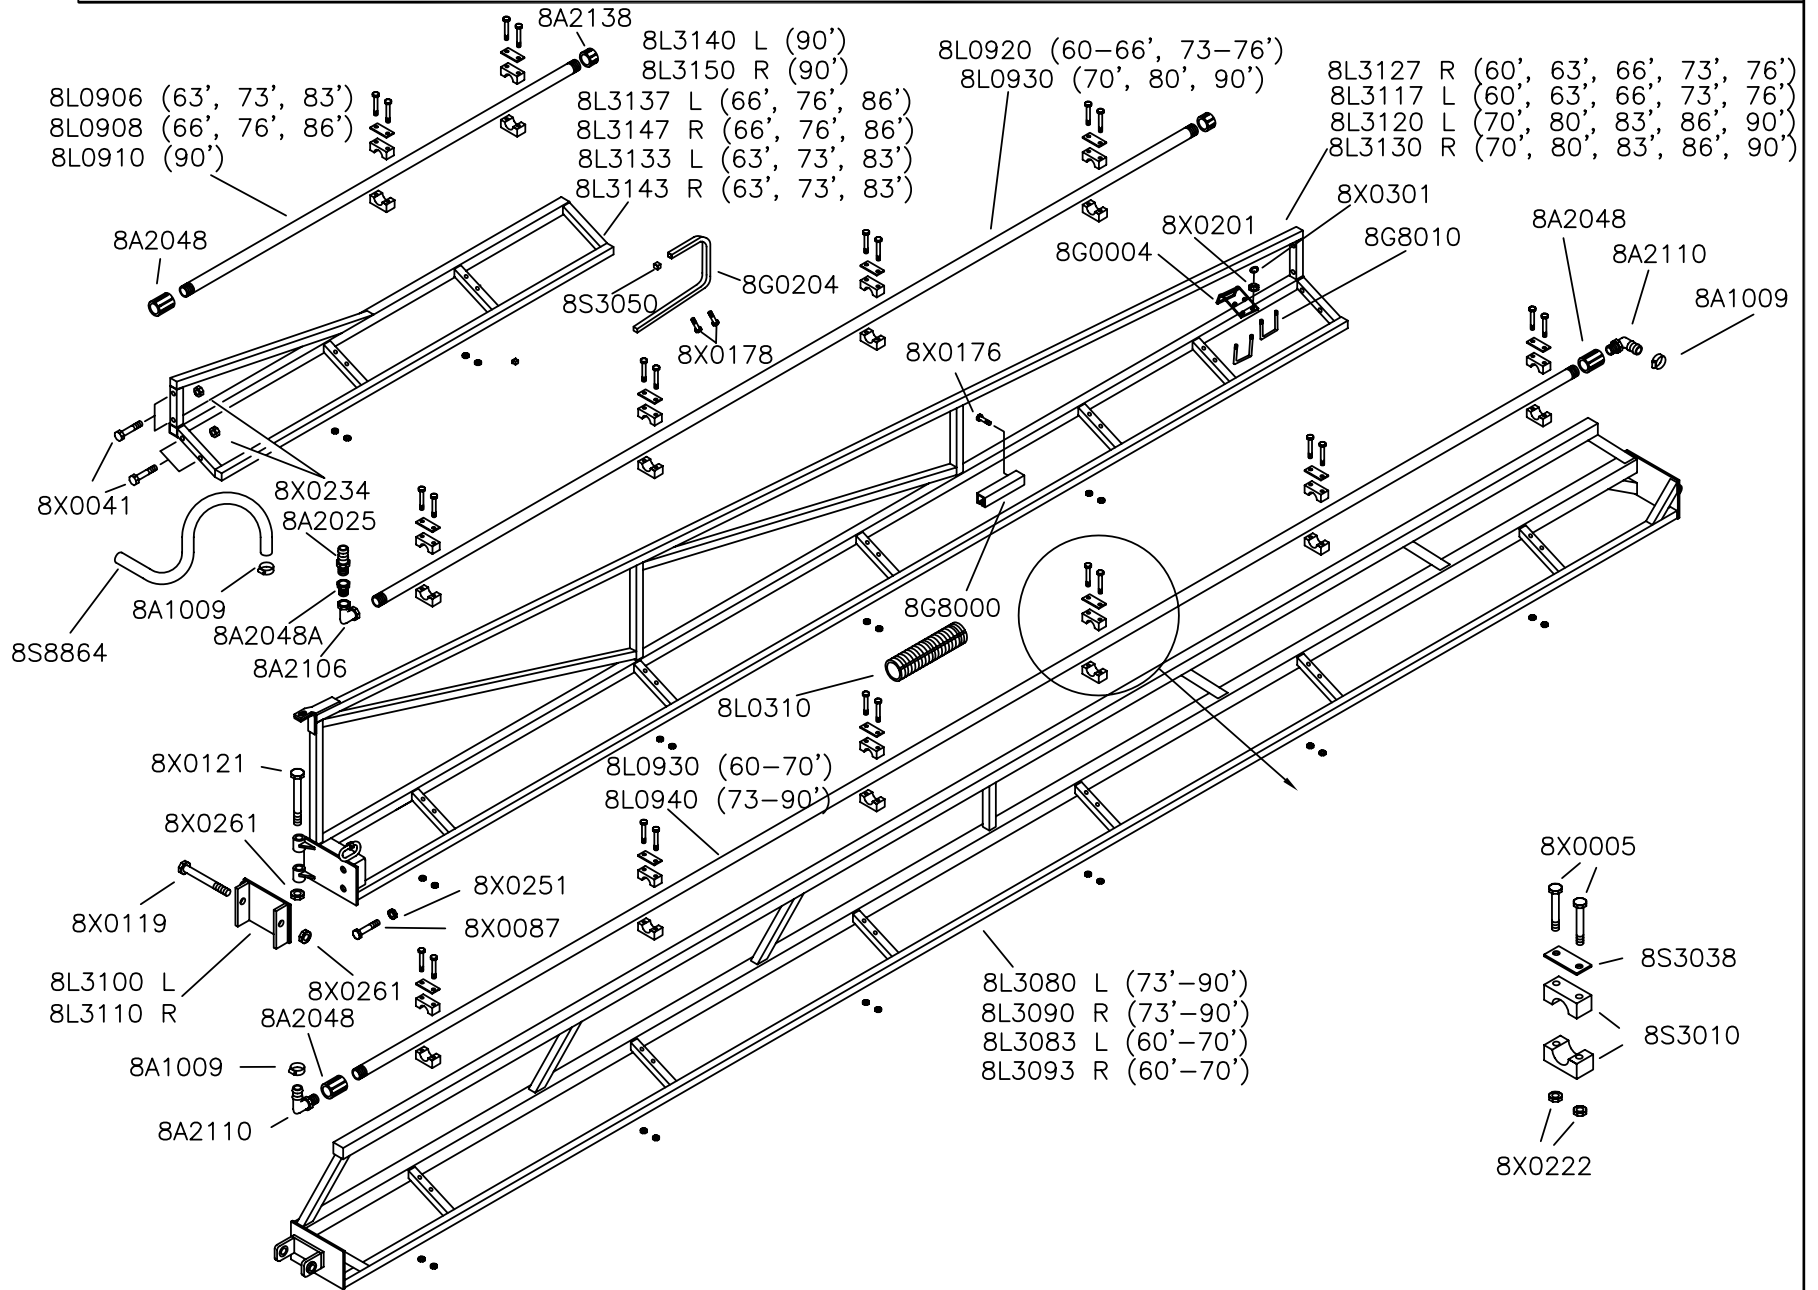 8A2138
8L3140 L (90')
8L3150 R (90')
8L3137 L (66', 76', 86')
8L3147 R (66', 76', 86')
8L3133 L (63', 73', 83')
8L3143 R (63', 73', 83')
8L0906 (63', 73', 83')
8L0908 (66', 76', 86')
8L0910 (90')
8L0920 (60-66', 73-76')
8L0930 (70', 80', 90')
8L3127 R (60', 63', 66', 73', 76')
8L3117 L (60', 63', 66', 73', 76')
8L3120 L (70', 80', 83', 86', 90')
8L3130 R (70', 80', 83', 86', 90')
8A2048
8S3050
8G0204
8X0178
8X0301
8X0201
8G0004
8G8010
8A2048
8A2110
8A1009
8X0176
8X0041
8X0234
8A2025
8A1009
8A2048A
8A2106
8S8864
8G8000
8L0310
8X0121
8L0930 (60-70')
8L0940 (73-90')
8X0261
8X0119
8X0251
8X0087
8L3100 L
8L3110 R
8X0261
8A2048
8A1009
8A2110
8L3080 L (73'-90')
8L3090 R (73'-90')
8L3083 L (60'-70')
8L3093 R (60'-70')
8X0005
8S3038
8S3010
8X0222